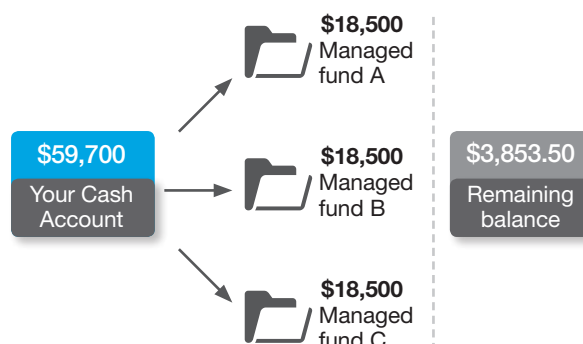 $18,500
Managed
fund A
$59,700
Your Cash
Account
$18,500
Managed
fund B
$3,853.50
Remaining
balance
$18,500
Managed
fund C